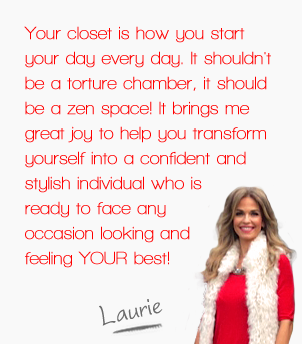 Your closet is how you start
your day every day. It shouldn't
be a torture chamber, it should
be a zen space! It brings me
great joy to help you transform
yourself into a confident and
stylish individual who is
ready to face any
occasion looking and
feeling YOUR best!
Laurie